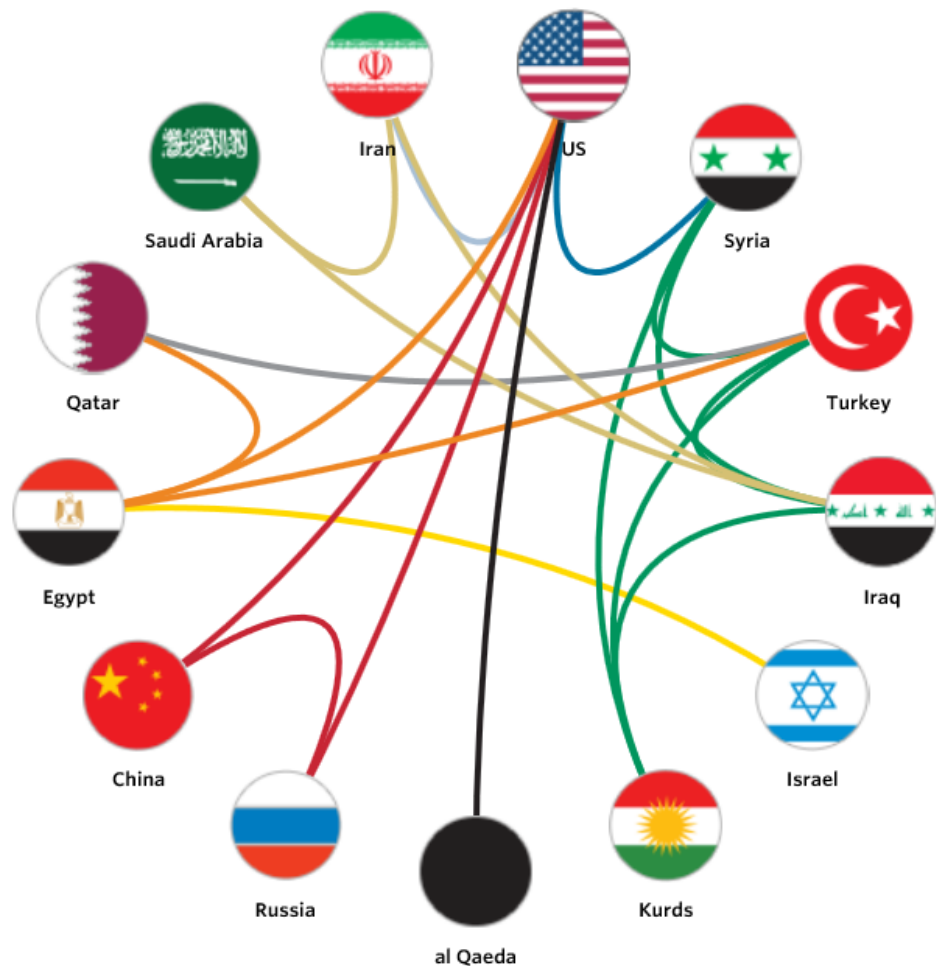 Iran
US
Saudi Arabia
Syria
Qatar
Turkey
Egypt
Iraq
China
Israel
Russia
Kurds
al Qaeda